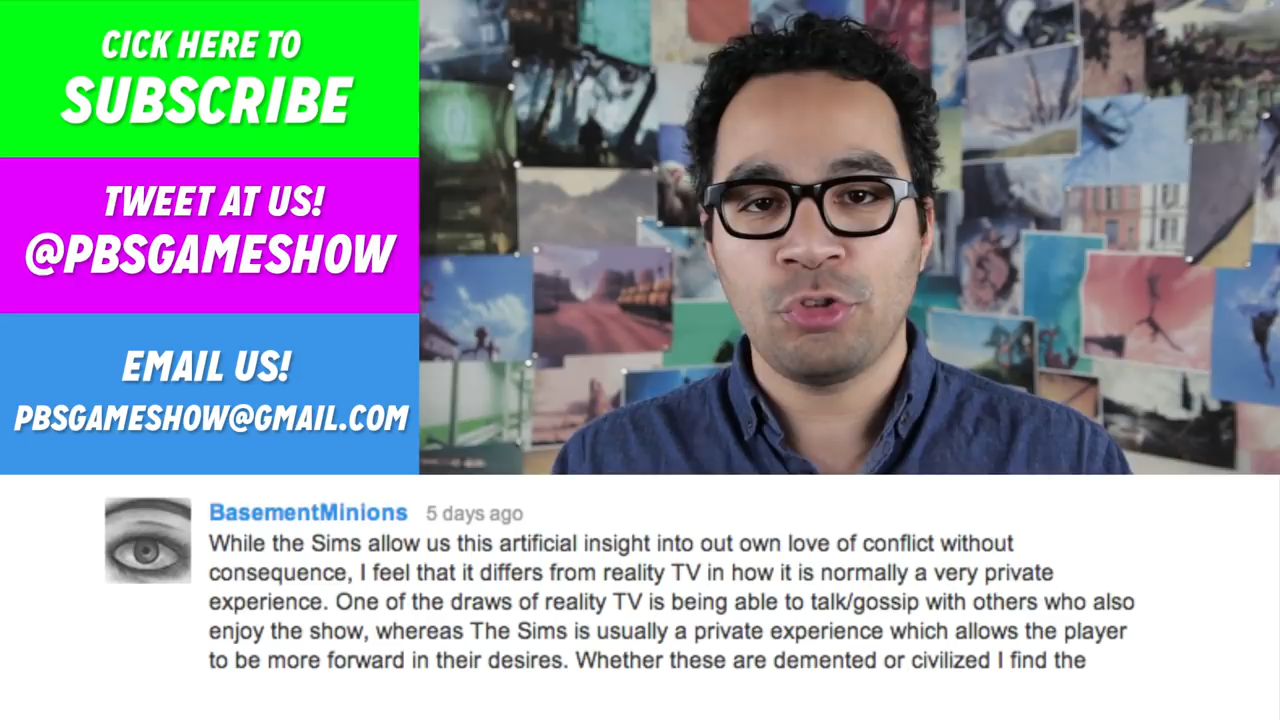 CICK HERE TO
SUBSCRIBE
TWEET AT US!
@PBSGAMESHOW
EMAIL US!
PBSGAMESHOW@GMAIL.COM
BasementMinions 5 days ago
While the Sims allow us this artificial insight into out own love of conflict without
consequence, I feel that it differs from reality TV in how it is normally a very private
experience. One of the draws of reality TV is being able to talk/gossip with others who also
enjoy the show, whereas The Sims is usually a private experience which allows the player
to be more forward in their desires. Whether these are demented or civilized I find the